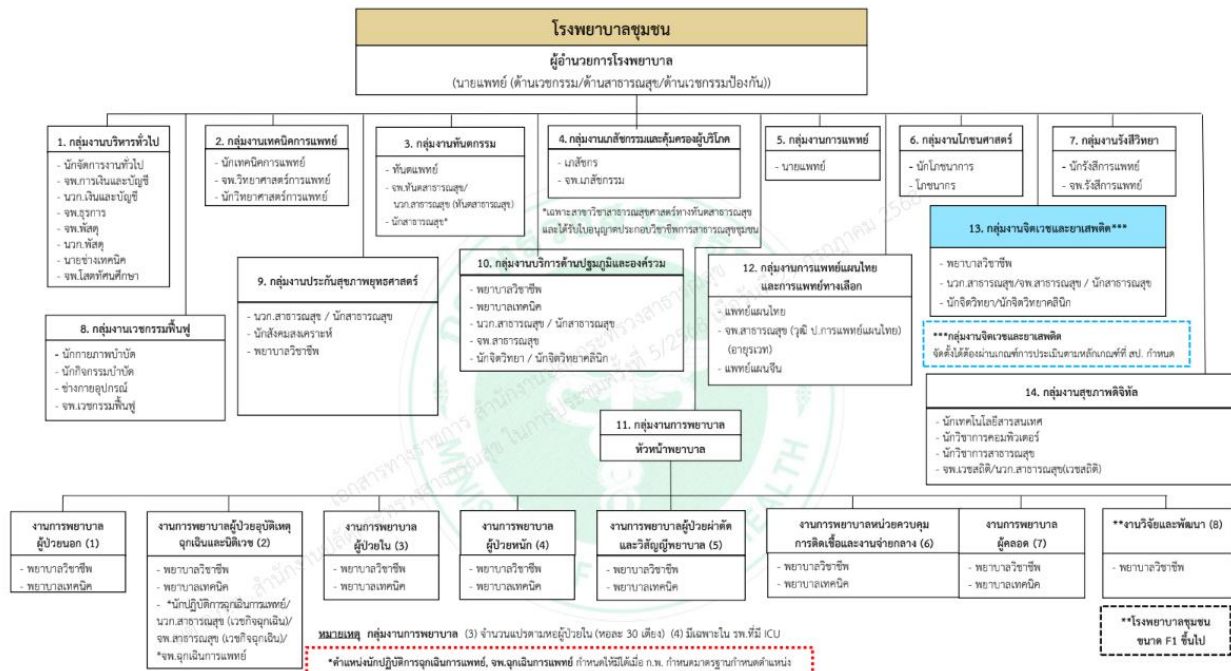 โรงพยาบาลชุมชน
ผู้อำนวยการโรงพยาบาล
(นายแพทย์ (ด้านเวชกรรม/ด้านสาธารณสุข/ด้านเวชกรรมป้องกัน))
1. กลุ่มงานบริหารทั่วไป
- นักจัดการงานทั่วไป
- จพ.การเงินและบัญชี
- นวก.เงินและบัญชี
- จพ.ธุรการ
- จพ.พัสดุ
- นวก.พัสดุ
- นายช่างเทคนิค
- จพ.โสตทัศนศึกษา
2. กลุ่มงานเทคนิคการแพทย์
- นักเทคนิคการแพทย์
- จพ.วิทยาศาสตร์การแพทย์
- นักวิทยาศาสตร์การแพทย์
3. กลุ่มงานทันตกรรม
- ทันตแพทย์
- จพ.ทันตสาธารณสุข/
นวก.สาธารณสุข (ทันตสาธารณสุข)
- นักสาธารณสุข*
4. กลุ่มงานเภสัชกรรมและคุ้มครองผู้บริโภค
- เภสัชกร
- จพ.เภสัชกรรม
*เฉพาะสาขาวิชาสาธารณสุขศาสตร์ทางทันตสาธารณสุข
และได้รับใบอนุญาตประกอบวิชาชีพการสาธารณสุขชุมชน
5. กลุ่มงานการแพทย์
- นายแพทย์
6. กลุ่มงานโภชนศาสตร์
- นักโภชนาการ
- โภชนากร
7. กลุ่มงานรังสีวิทยา
- นักรังสีการแพทย์
- จพ.รังสีการแพทย์
8. กลุ่มงานเวชกรรมฟื้นฟู
- นักกายภาพบำบัด
- นักกิจกรรมบำบัด
- ช่างกายอุปกรณ์
- จพ.เวชกรรมฟื้นฟู
9. กลุ่มงานประกันสุขภาพยุทธศาสตร์
- นวก.สาธารณสุข / นักสาธารณสุข
- นักสังคมสงเคราะห์
- พยาบาลวิชาชีพ
10. กลุ่มงานบริการด้านปฐมภูมิและองค์รวม
- พยาบาลวิชาชีพ
- พยาบาลเทคนิค
- นวก.สาธารณสุข / นักสาธารณสุข
- จพ.สาธารณสุข
- นักจิตวิทยา / นักจิตวิทยาคลินิก
12. กลุ่มงานการแพทย์แผนไทย
และการแพทย์ทางเลือก
- แพทย์แผนไทย
- จพ.สาธารณสุข (วุฒิ ป.การแพทย์แผนไทย)
(อายุรเวท)
- แพทย์แผนจีน
13. กลุ่มงานจิตเวชและยาเสพติด***
- พยาบาลวิชาชีพ
- นวก.สาธารณสุข/จพ.สาธารณสุข / นักสาธารณสุข
- นักจิตวิทยา/นักจิตวิทยาคลินิก
***กลุ่มงานจิตเวชและยาเสพติด
จัดตั้งได้ต้องผ่านเกณฑ์การประเมินตามหลักเกณฑ์ที่ สป. กำหนด
14. กลุ่มงานสุขภาพดิจิทัล
- นักเทคโนโลยีสารสนเทศ
- นักวิชาการคอมพิวเตอร์
- นักวิชาการสาธารณสุข
- จพ.เวชสถิติ/นวก.สาธารณสุข(เวชสถิติ)
11. กลุ่มงานการพยาบาล
หัวหน้าพยาบาล
งานการพยาบาล
ผู้ป่วยนอก (1)
- พยาบาลวิชาชีพ
- พยาบาลเทคนิค
งานการพยาบาลผู้ป่วยอุบัติเหตุ
ฉุกเฉินและนิติเวช (2)
- พยาบาลวิชาชีพ
- พยาบาลเทคนิค
- *นักปฏิบัติการฉุกเฉินการแพทย์/
นวก.สาธารณสุข (เวชกิจฉุกเฉิน)/
จพ.สาธารณสุข (เวชกิจฉุกเฉิน)/
*จพ.ฉุกเฉินการแพทย์
งานการพยาบาล
ผู้ป่วยใน (3)
- พยาบาลวิชาชีพ
- พยาบาลเทคนิค
งานการพยาบาล
ผู้ป่วยหนัก (4)
- พยาบาลวิชาชีพ
- พยาบาลเทคนิค
งานการพยาบาลผู้ป่วยผ่าตัด
และวิสัญญีพยาบาล (5)
- พยาบาลวิชาชีพ
- พยาบาลเทคนิค
งานการพยาบาลหน่วยควบคุม
การติดเชื้อและงานจ่ายกลาง (6)
- พยาบาลวิชาชีพ
- พยาบาลเทคนิค
งานการพยาบาล
ผู้คลอด (7)
- พยาบาลวิชาชีพ
- พยาบาลเทคนิค
**งานวิจัยและพัฒนา (8)
- พยาบาลวิชาชีพ
**โรงพยาบาลชุมชน
ขนาด F1 ขึ้นไป
หมายเหตุ กลุ่มงานการพยาบาล (3) จำนวนแปรตามหอผู้ป่วยใน (หอละ 30 เตียง) (4) มีเฉพาะใน รพ.ที่มี ICU
*ตำแหน่งนักปฏิบัติการฉุกเฉินการแพทย์, จพ.ฉุกเฉินการแพทย์ กำหนดให้มีได้เมื่อ ก.พ. กำหนดมาตรฐานกำหนดตำแหน่ง